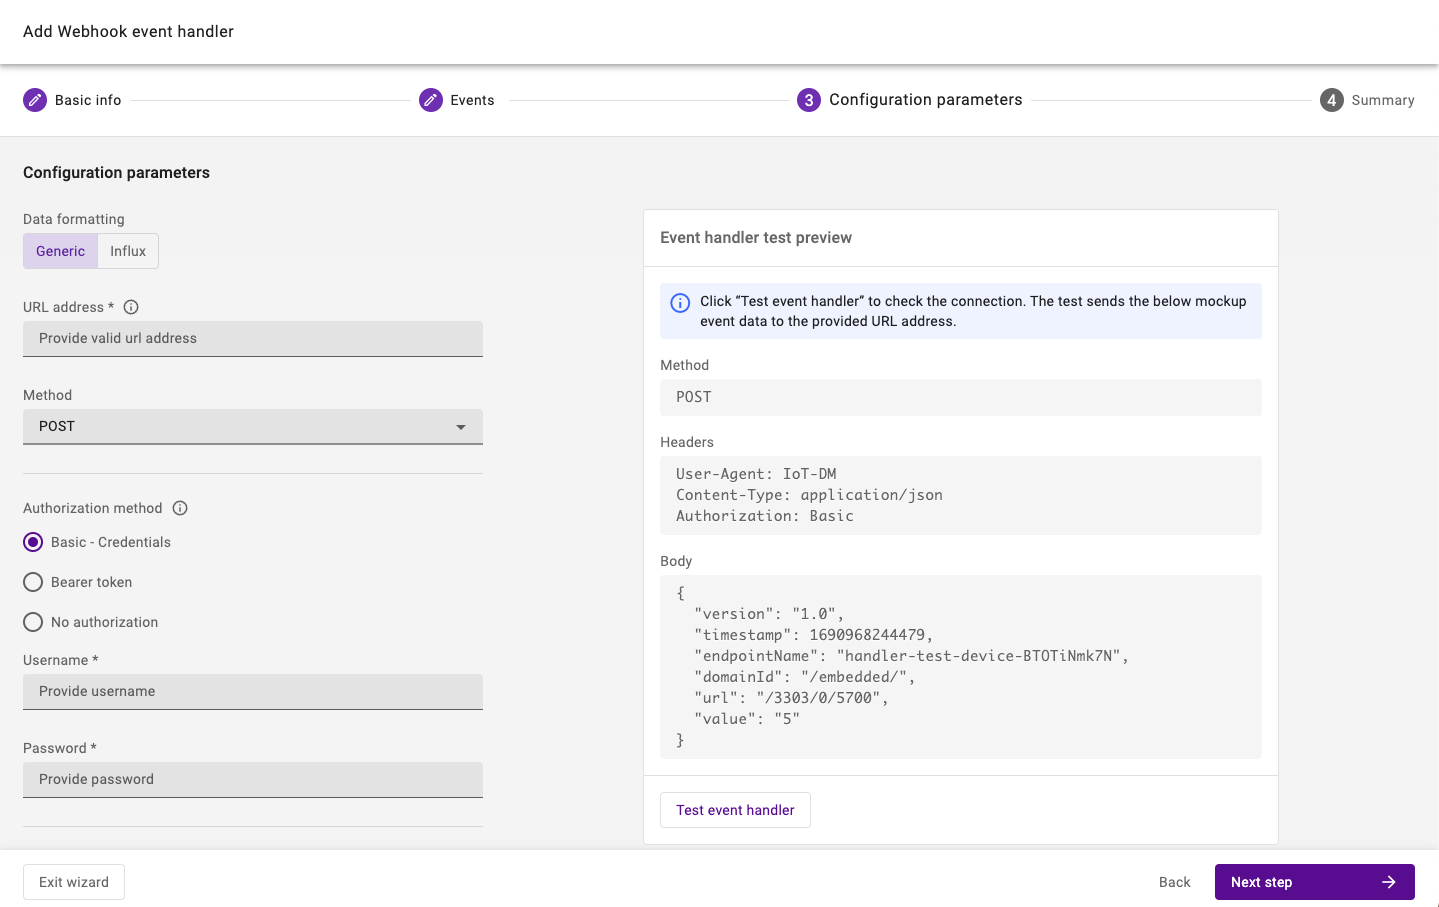 Add Webhook event handler
Basic info
Events
3 Configuration parameters
4 Summary
Configuration parameters
Data formatting
Generic Influx
URL address *
Provide valid url address
Method
POST
Authorization method
Basic - Credentials
Bearer token
No authorization
Username *
Provide username
Password *
Provide password
Event handler test preview
Click “Test event handler” to check the connection. The test sends the below mockup
event data to the provided URL address.
Method
POST
Headers
User-Agent: IoT-DM
Content-Type: application/json
Authorization: Basic
Body
{
"version": "1.0",
"timestamp": 1690968244479,
"endpointName": "handler-test-device-BTOTiNmk7N",
"domainId": "/embedded/",
"url": "/3303/0/5700",
"value": "5"
}
Test event handler
Exit wizard
Back
Next step